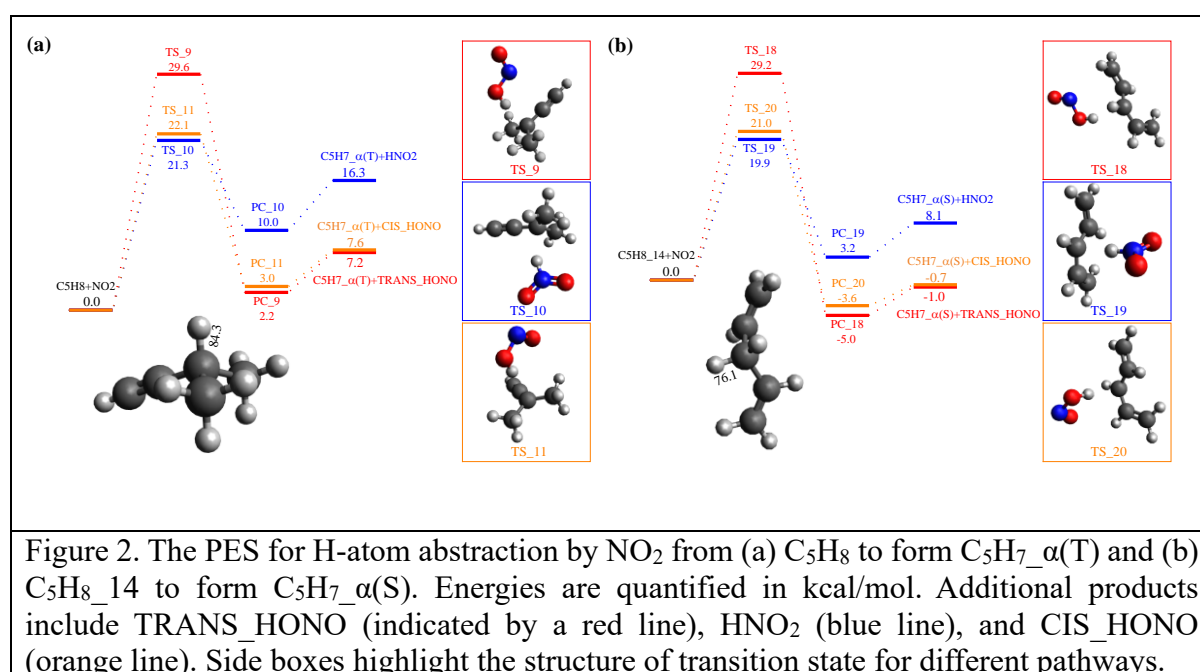 (a)
TS_9
29.6
TS_11
22.1
TS_10
21.3
C5H7_α(T)+HNO2
16.3
PC_10
10.0
C5H7_α(T)+CIS_HONO
7.6
7.2
C5H7_α(T)+TRANS_HONO
PC_11
3.0
PC_9
2.2
C5H8+NO2
0.0
84.3
TS_9
TS_10
TS_11
(b)
TS_18
29.2
TS_20
21.0
TS_19
19.9
C5H7_α(S)+HNO2
8.1
PC_19
3.2
C5H8_14+NO2
0.0
C5H7_α(S)+CIS_HONO
-0.7
-1.0
C5H7_α(S)+TRANS_HONO
PC_20
-3.6
PC_18
-5.0
76.1
TS_18
TS_19
TS_20
Figure 2. The PES for H-atom abstraction by NO₂ from (a) C₅H₈ to form C₅H₇_α(T) and (b)
C₅H₈_14 to form C₅H₇_α(S). Energies are quantified in kcal/mol. Additional products
include TRANS_HONO (indicated by a red line), HNO₂ (blue line), and CIS_HONO
(orange line). Side boxes highlight the structure of transition state for different pathways.